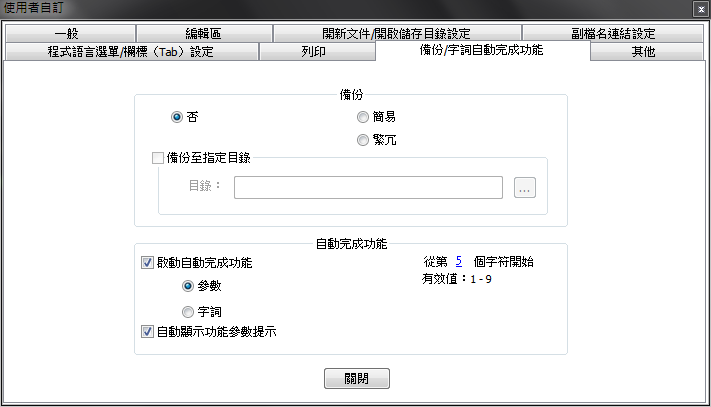 使用者自訂
一般
編輯區
開新文件/開啟儲存目錄設定
副檔名連結設定
程式語言選單/欄標（Tab）設定
列印
備份/字詞自動完成功能
其他
備份
否
簡易
繁冗
備份至指定目錄
目錄：
...
自動完成功能
啟動自動完成功能
從第 5 個字符開始
有效值：1 - 9
參數
字詞
自動顯示功能參數提示
關閉